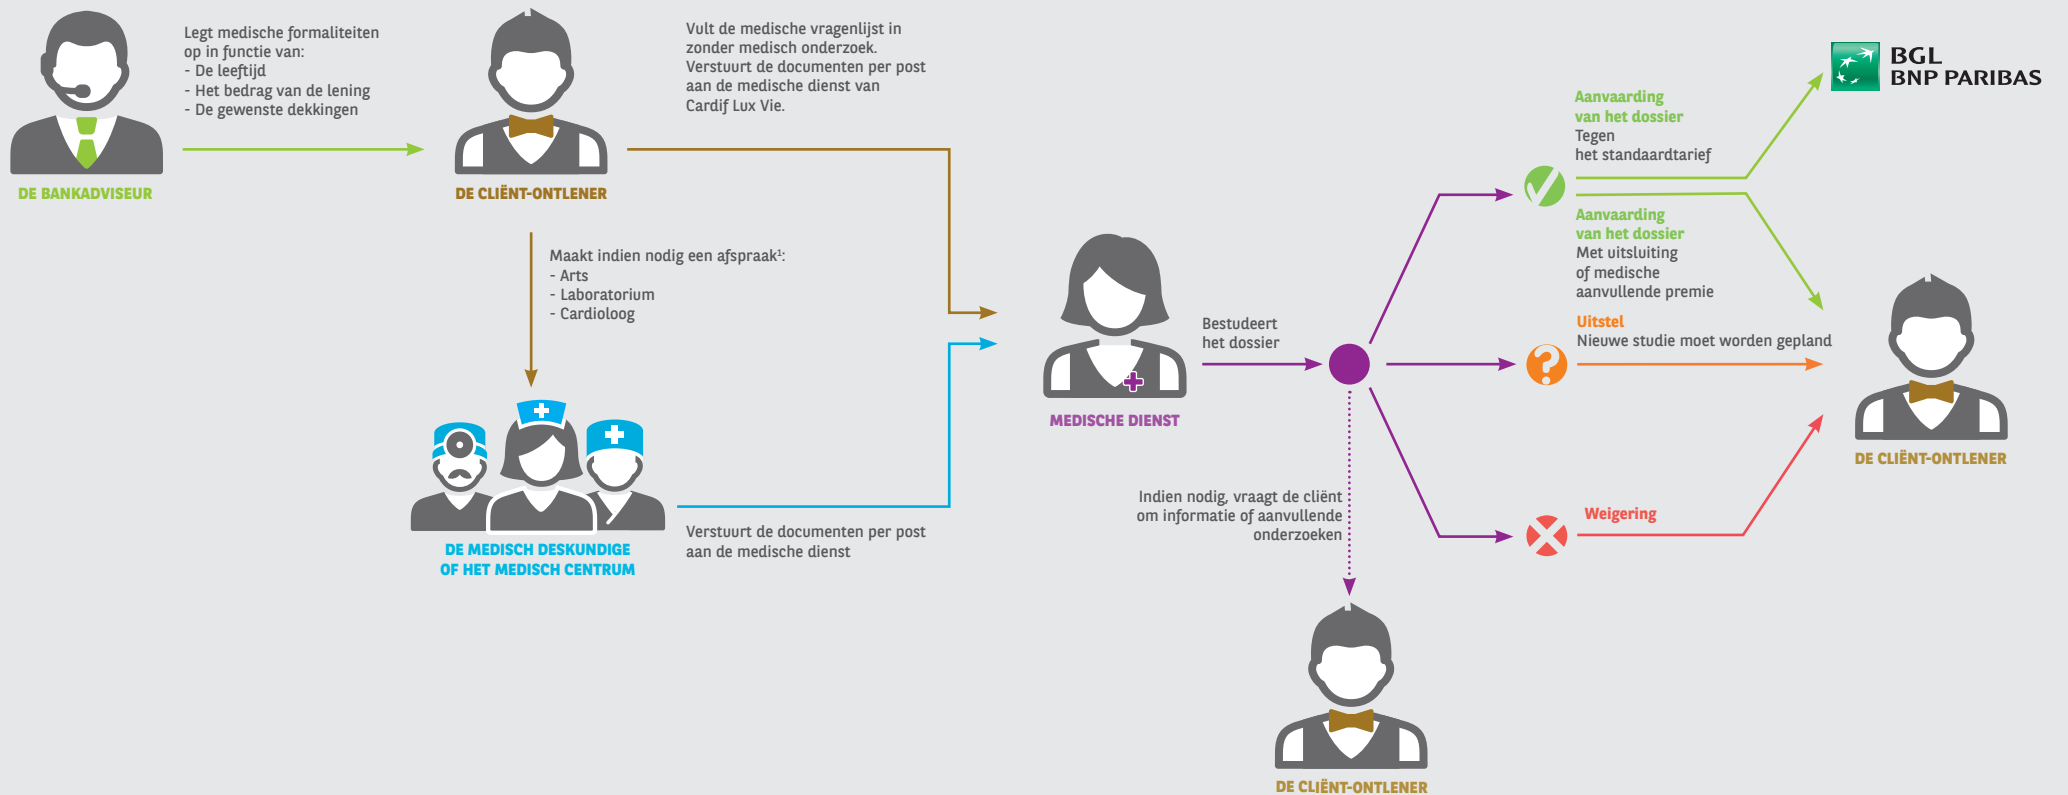 Legt medische formaliteiten
op in functie van:
- De leeftijd
- Het bedrag van de lening
- De gewenste dekkingen
DE BANKADVISEUR
DE CLIËNT-ONTLENER
Vult de medische vragenlijst in
zonder medisch onderzoek.
Verstuurt de documenten per post
aan de medische dienst van
Cardif Lux Vie.
Maakt indien nodig een afspraak¹:
- Arts
- Laboratorium
- Cardioloog
DE MEDISCH DESKUNDIGE
OF HET MEDISCH CENTRUM
Verstuurt de documenten per post
aan de medische dienst
MEDISCHE DIENST
Bestudeert
het dossier
Indien nodig, vraagt de cliënt
om informatie of aanvullende
onderzoeken
DE CLIËNT-ONTLENER
Aanvaarding
van het dossier
Tegen
het standaardtarief
Aanvaarding
van het dossier
Met uitsluiting
of medische
aanvullende premie
Uitstel
Nieuwe studie moet worden gepland
Weigering
BGL
BNP PARIBAS
DE CLIËNT-ONTLENER